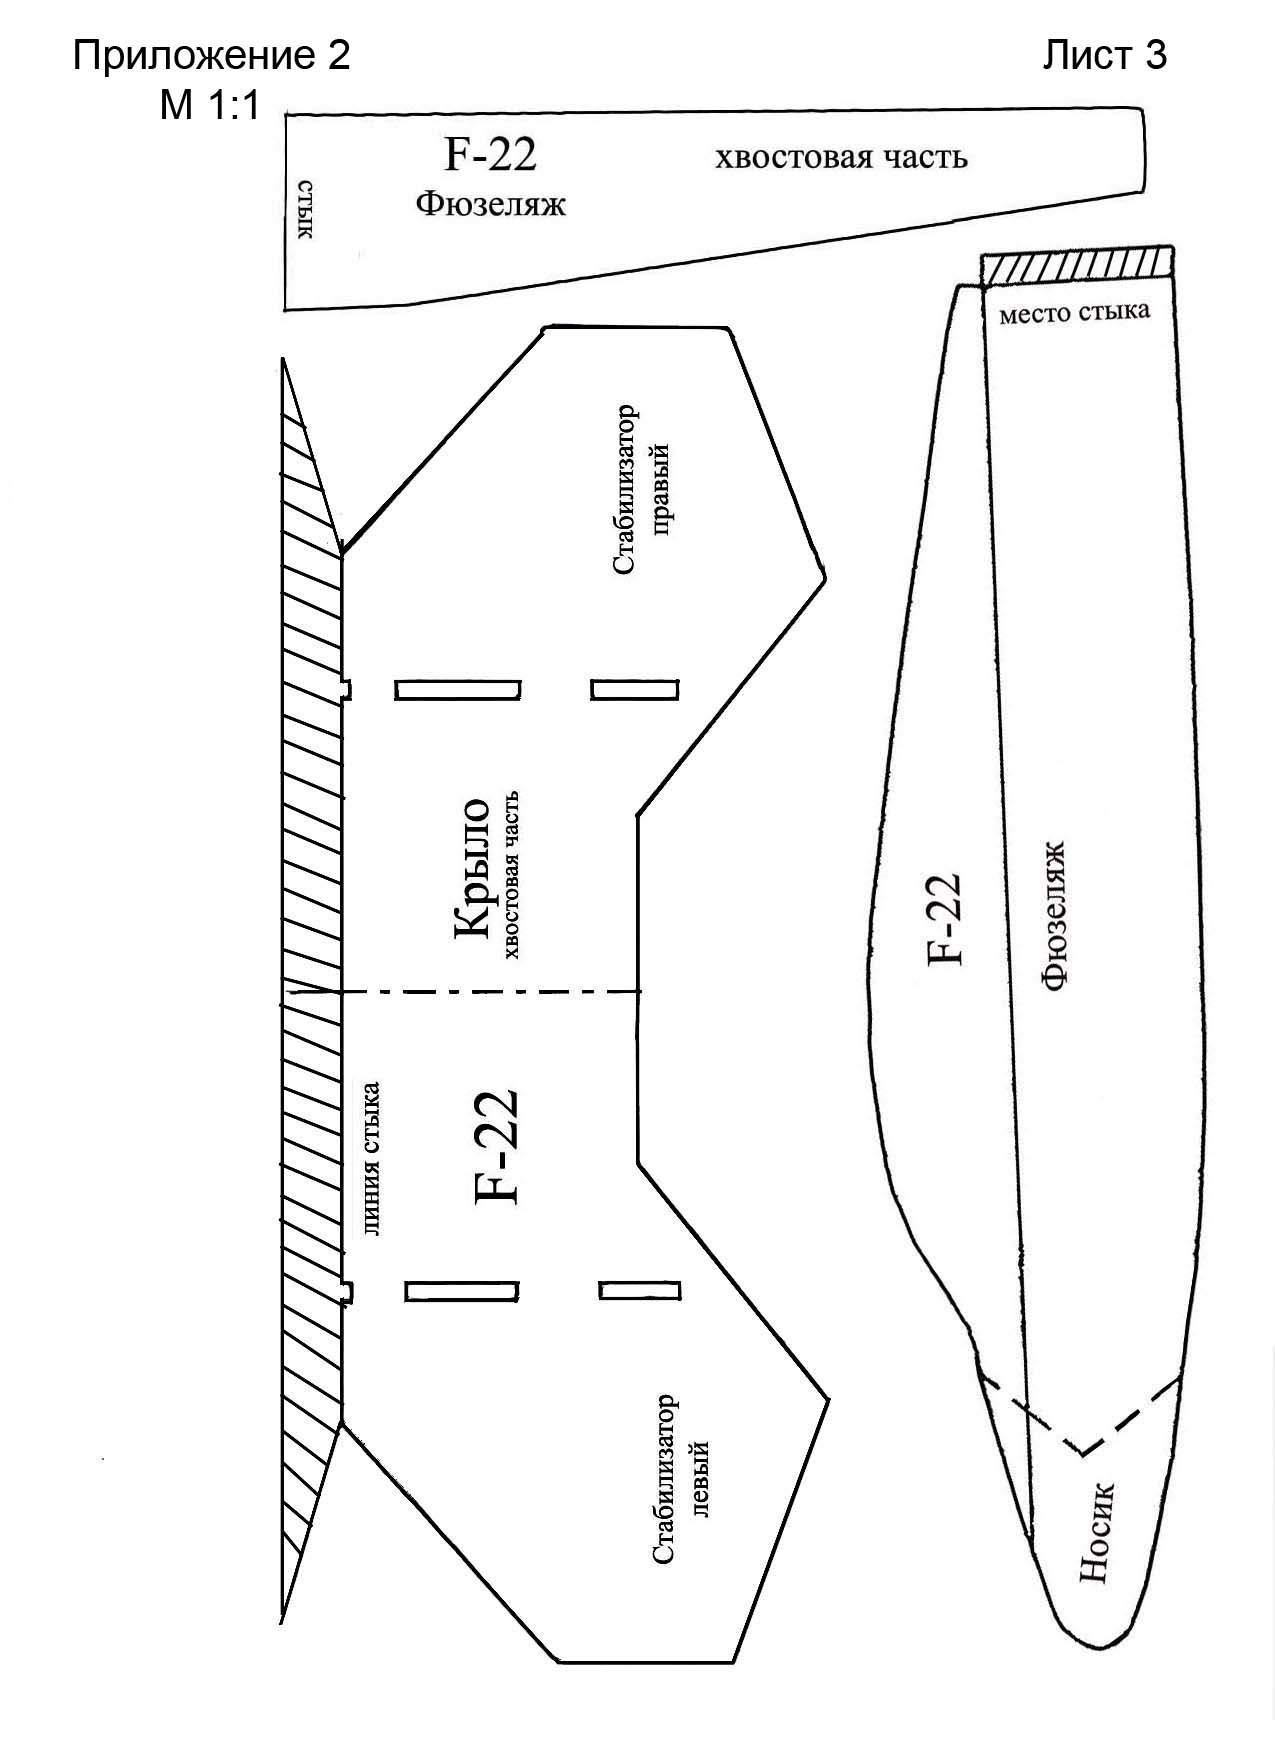 Приложение 2
Лист 3
М 1:1
F-22
хвостовая часть
Фюзеляж
стык
место стыка
Стабилизатор
правый
Крыло
хвостовая часть
F-22
Фюзеляж
линия стыка
F-22
Стабилизатор
левый
Носик